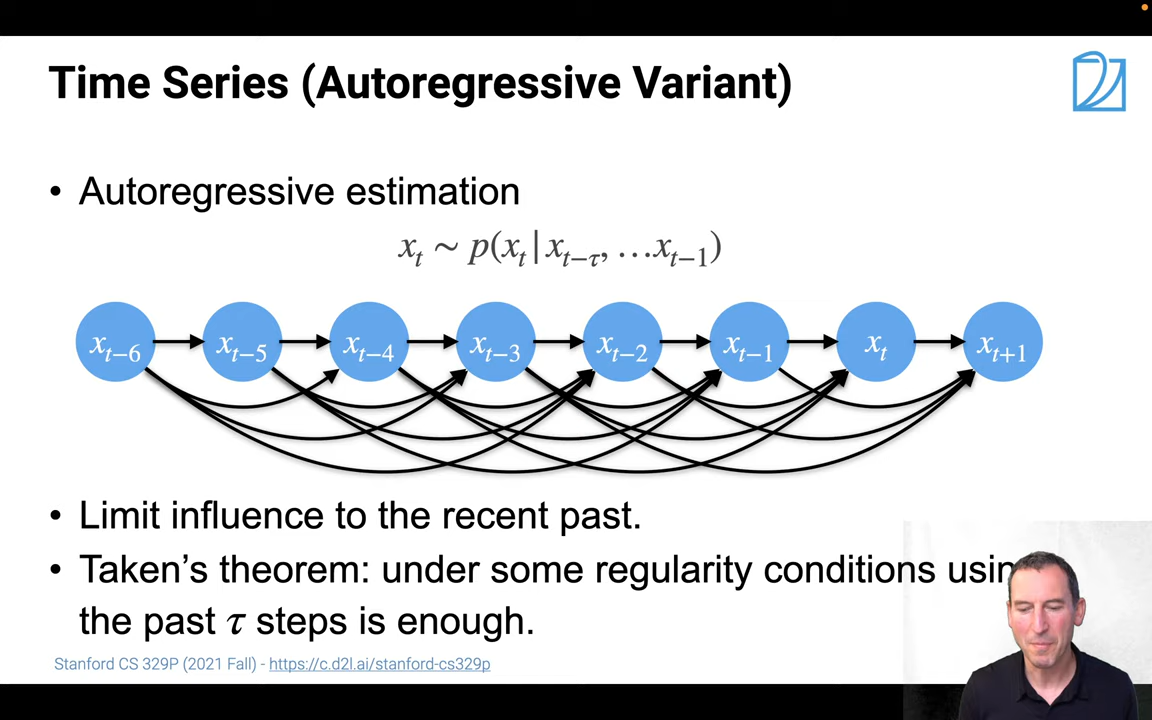 Time Series (Autoregressive Variant)
• Autoregressive estimation
xₜ ~ p(xₜ|xₜ₋τ, …xₜ₋₁)
xₜ₋₆ xₜ₋₅ xₜ₋₄ xₜ₋₃ xₜ₋₂ xₜ₋₁ xₜ xₜ₊₁
• Limit influence to the recent past.
• Taken’s theorem: under some regularity conditions usin
the past τ steps is enough.
Stanford CS 329P (2021 Fall) - https://c.d2l.ai/stanford-cs329p